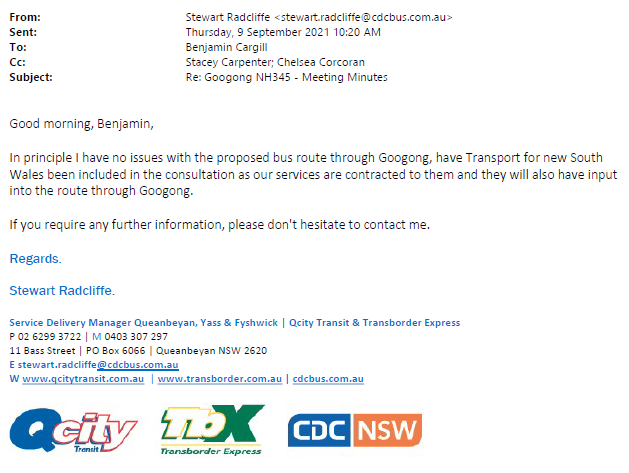 From: Stewart Radcliffe <stewart.radcliffe@cdcbus.com.au>
Sent: Thursday, 9 September 2021 10:20 AM
To: Benjamin Cargill
Cc: Stacey Carpenter; Chelsea Corcoran
Subject: Re: Googong NH345 - Meeting Minutes
Good morning, Benjamin,
In principle I have no issues with the proposed bus route through Googong, have Transport for new South
Wales been included in the consultation as our services are contracted to them and they will also have input
into the route through Googong.
If you require any further information, please don't hesitate to contact me.
Regards.
Stewart Radcliffe.
Service Delivery Manager Queanbeyan, Yass & Fyshwick | Qcity Transit & Transborder Express
P 02 6299 3722 | M 0403 307 297
11 Bass Street | PO Box 6066 | Queanbeyan NSW 2620
E stewart.radcliffe@cdcbus.com.au
W www.qcitytransit.com.au | www.transborder.com.au | cdcbus.com.au
Qcity Transit
TbX Transborder Express
CDC NSW